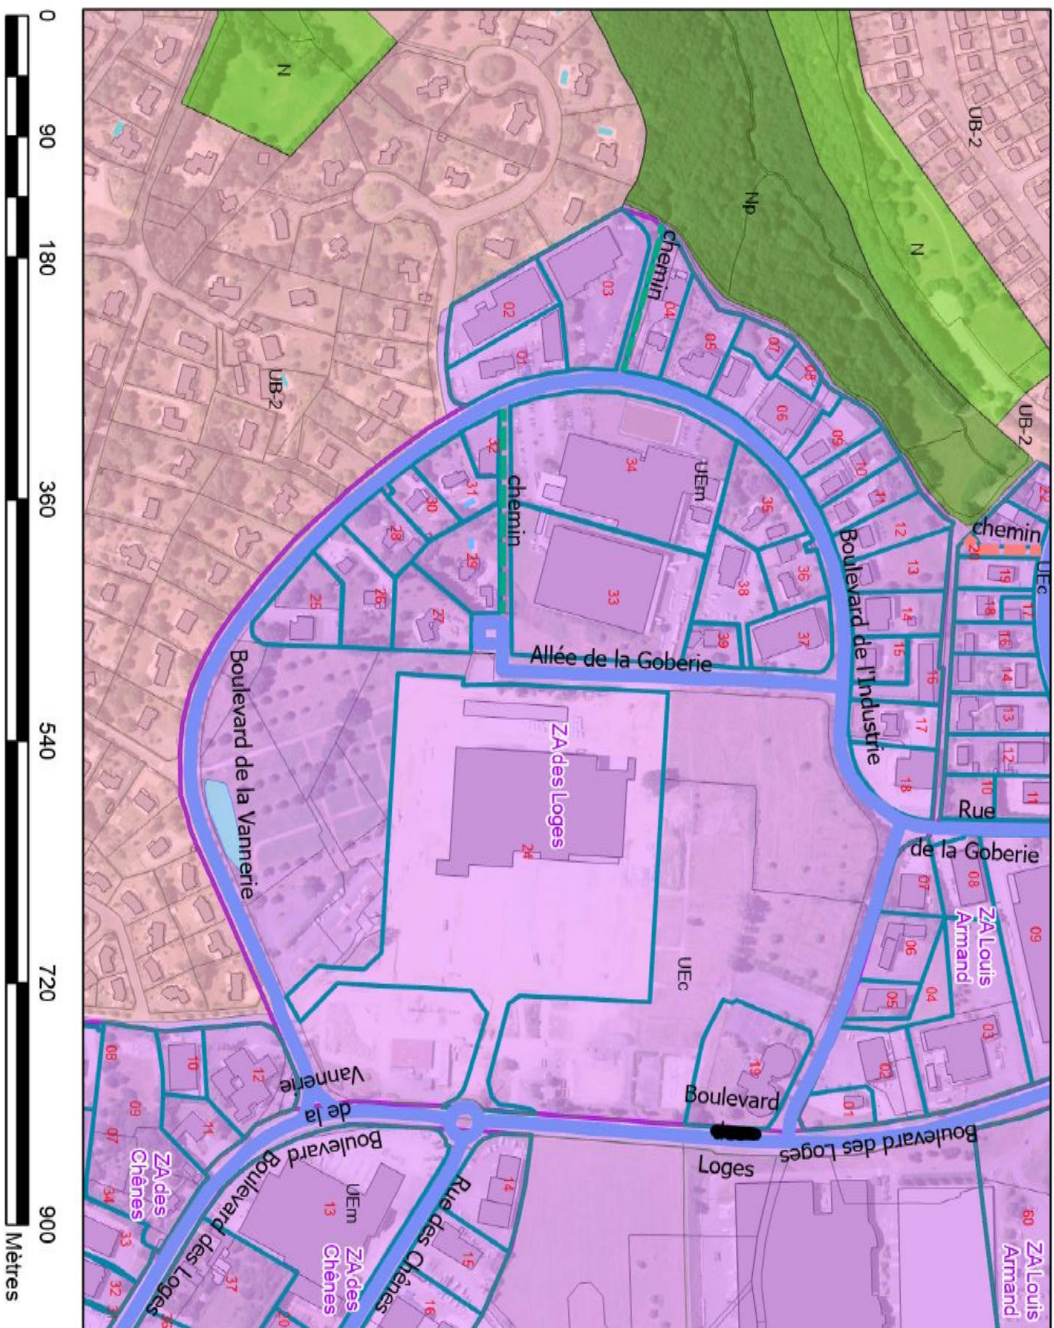 0
90
180
360
540
720
900
Mètres
N
UB-2
Np
N
UB-2
UB-2
chemin
03
02
01
04
05
07
08
06
09
10
11
12
13
14
15
16
17
18
22
chemin
UEc
20
19
18
17
16
14
13
12
10
11
Rue
de la Goberie
32
chemin
31
30
28
29
25
26
27
34
UEm
33
35
36
38
37
39
Boulevard de l'Industrie
Allée de la Goberie
Boulevard de la Vannerie
ZA des Loges
24
UEc
07
08
09
ZA Louis
Armand
06
05
04
03
02
01
19
Boulevard
Loges
Boulevard des Loges
Vannerie
de la
Boulevard
Boulevard des Loges
08
10
12
09
07
11
ZA des
Chênes
34
33
32
37
13
UEm
ZA des
Chênes
Rue des Chênes
14
15
16
60
ZA Louis
Armand